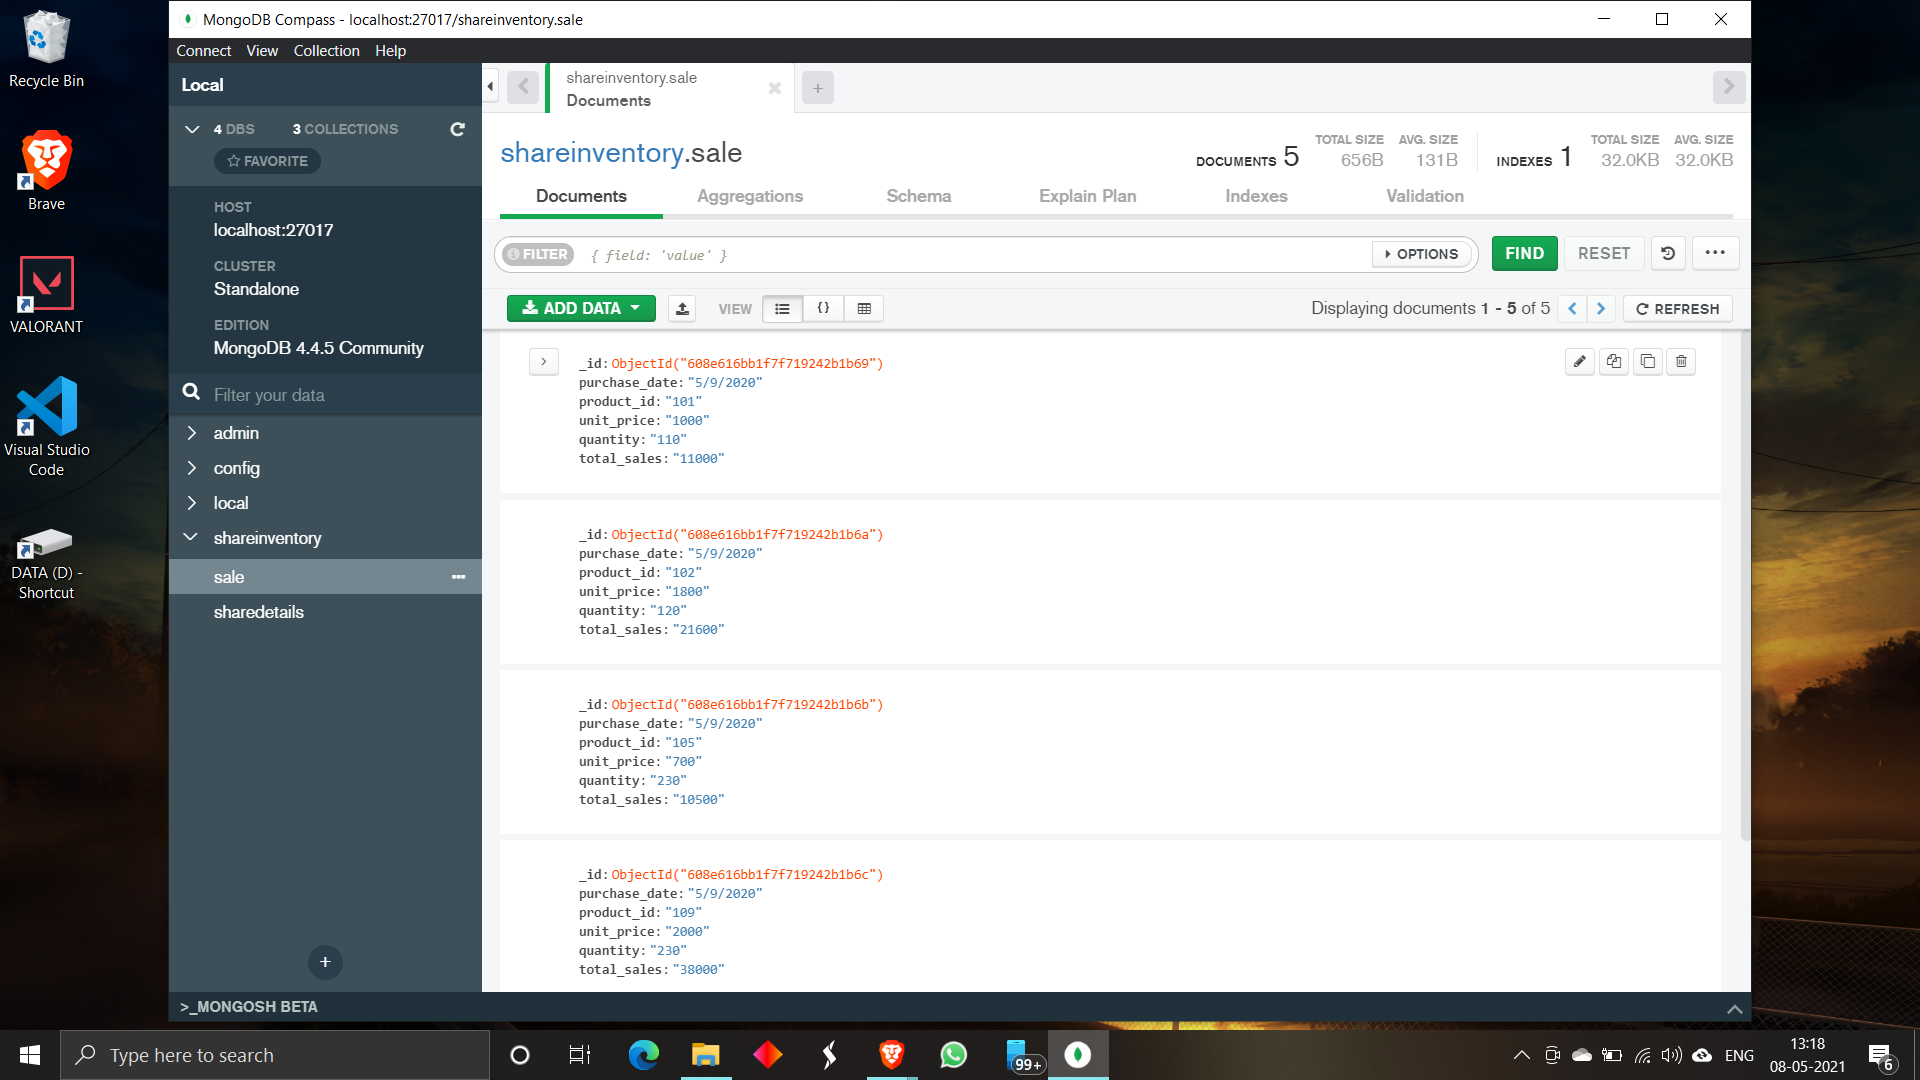 Recycle Bin
Brave
VALORANT
Visual Studio
Code
DATA (D) -
Shortcut
MongoDB Compass - localhost:27017/shareinventory.sale
Connect View Collection Help
Local
4 DBS 3 COLLECTIONS
FAVORITE
HOST
localhost:27017
CLUSTER
Standalone
EDITION
MongoDB 4.4.5 Community
Filter your data
admin
config
local
shareinventory
sale
sharedetails
+
shareinventory.sale
Documents
+
shareinventory.sale
DOCUMENTS 5 TOTAL SIZE 656B AVG. SIZE 131B INDEXES 1 TOTAL SIZE 32.0KB AVG. SIZE 32.0KB
Documents Aggregations Schema Explain Plan Indexes Validation
FILTER { field: 'value' } OPTIONS FIND RESET ...
ADD DATA VIEW {} Displaying documents 1 - 5 of 5 REFRESH
_id: ObjectId("608e616bb1f7f719242b1b69")
purchase_date: "5/9/2020"
product_id: "101"
unit_price: "1000"
quantity: "110"
total_sales: "11000"
_id: ObjectId("608e616bb1f7f719242b1b6a")
purchase_date: "5/9/2020"
product_id: "102"
unit_price: "1800"
quantity: "120"
total_sales: "21600"
_id: ObjectId("608e616bb1f7f719242b1b6b")
purchase_date: "5/9/2020"
product_id: "105"
unit_price: "700"
quantity: "230"
total_sales: "10500"
_id: ObjectId("608e616bb1f7f719242b1b6c")
purchase_date: "5/9/2020"
product_id: "109"
unit_price: "2000"
quantity: "230"
total_sales: "38000"
>_MONGOSH BETA
Type here to search
99+
ENG
13:18
08-05-2021
6